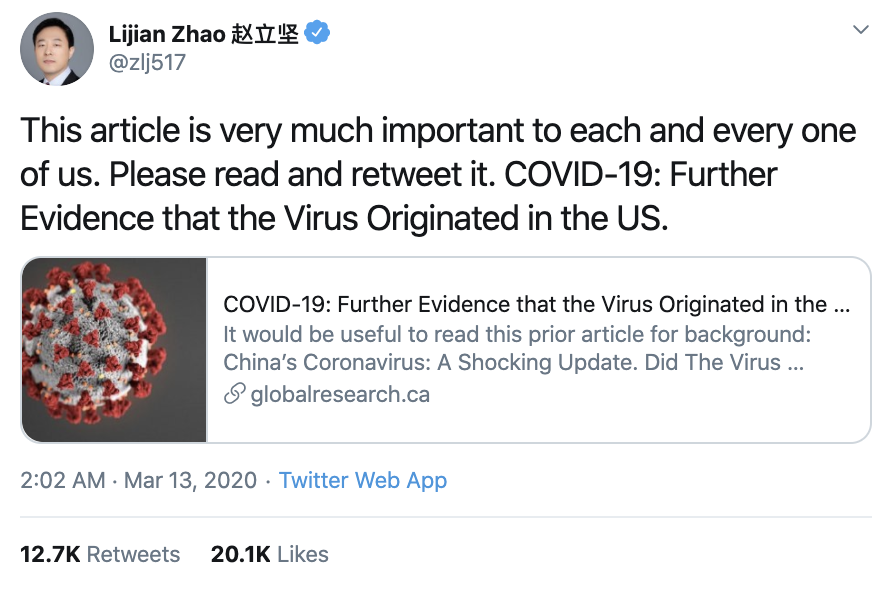 Lijian Zhao 赵立坚
@zlj517
This article is very much important to each and every one
of us. Please read and retweet it. COVID-19: Further
Evidence that the Virus Originated in the US.
COVID-19: Further Evidence that the Virus Originated in the ...
It would be useful to read this prior article for background:
China's Coronavirus: A Shocking Update. Did The Virus ...
globalresearch.ca
2:02 AM · Mar 13, 2020 · Twitter Web App
12.7K Retweets 20.1K Likes